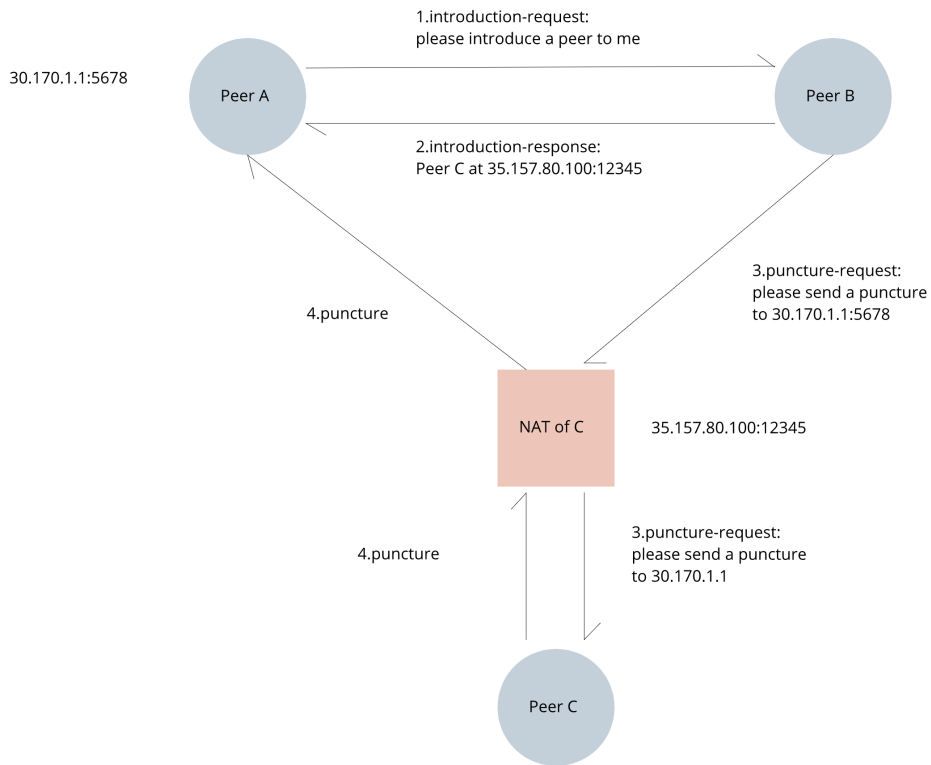 1.introduction-request:
please introduce a peer to me
30.170.1.1:5678
Peer A
Peer B
2.introduction-response:
Peer C at 35.157.80.100:12345
3.puncture-request:
please send a puncture
to 30.170.1.1:5678
4.puncture
NAT of C
35.157.80.100:12345
4.puncture
3.puncture-request:
please send a puncture
to 30.170.1.1
Peer C